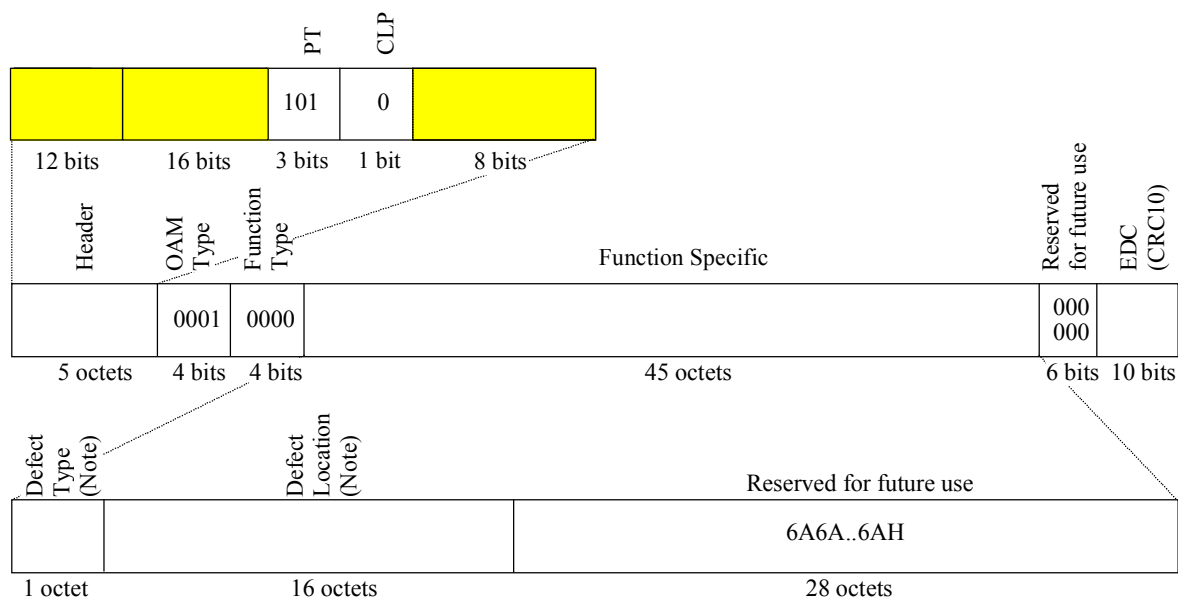 PT
CLP
101
0
12 bits
16 bits
3 bits
1 bit
8 bits
Header
OAM
Type
Function
Type
Function Specific
Reserved
for future use
EDC
(CRC10)
0001
0000
000
000
5 octets
4 bits
4 bits
45 octets
6 bits
10 bits
Defect
Type
(Note)
Defect
Location
(Note)
Reserved for future use
6A6A..6AH
1 octet
16 octets
28 octets